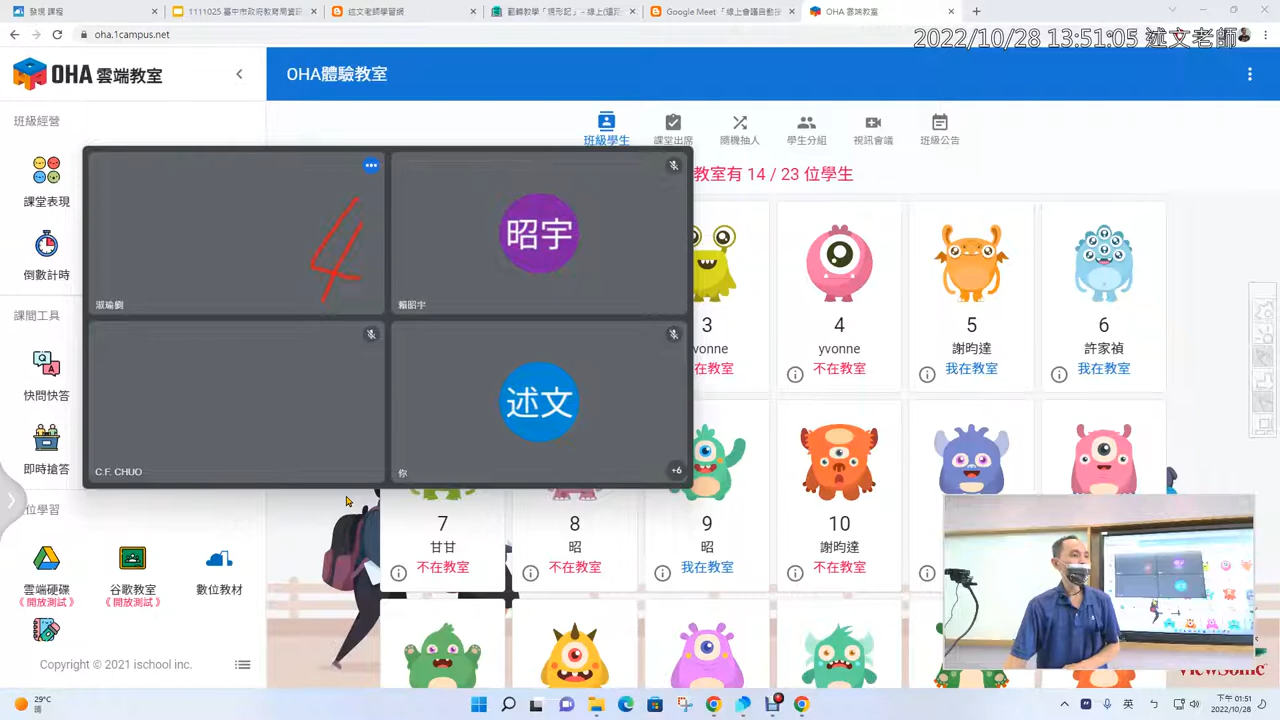 發現 課程
1111025 臺中市政府教育局資訊
述文老師學習網
翻轉教學「現形記」– 線上(遠距
Google Meet「線上會議自動
OHA 雲端教室
oha.1campus.net
2022/10/28 13:51:05 述文老師
OHA 雲端教室
OHA體驗教室
班級經營
班級學生
課堂出席
隨機抽人
學生分組
視訊會議
班級公告
教室有 14 / 23 位學生
課堂表現
倒數計時
課間工具
快問快答
即時搶答
位學習
雲端硬碟
《 開放測試 》
谷歌教室
《 開放測試 》
數位教材
Copyright © 2021 ischool inc.
4
淑瑜劉
昭宇
賴昭宇
C.F. CHUO
述文
你
+6
3
vonne
在教室
4
yvonne
不在教室
5
謝昀達
我在教室
6
許家禎
我在教室
7
甘甘
不在教室
8
昭
不在教室
9
昭
我在教室
10
謝昀達
不在教室
ViewSonic
29°C
晴
英
下午 01:51
2022/10/28